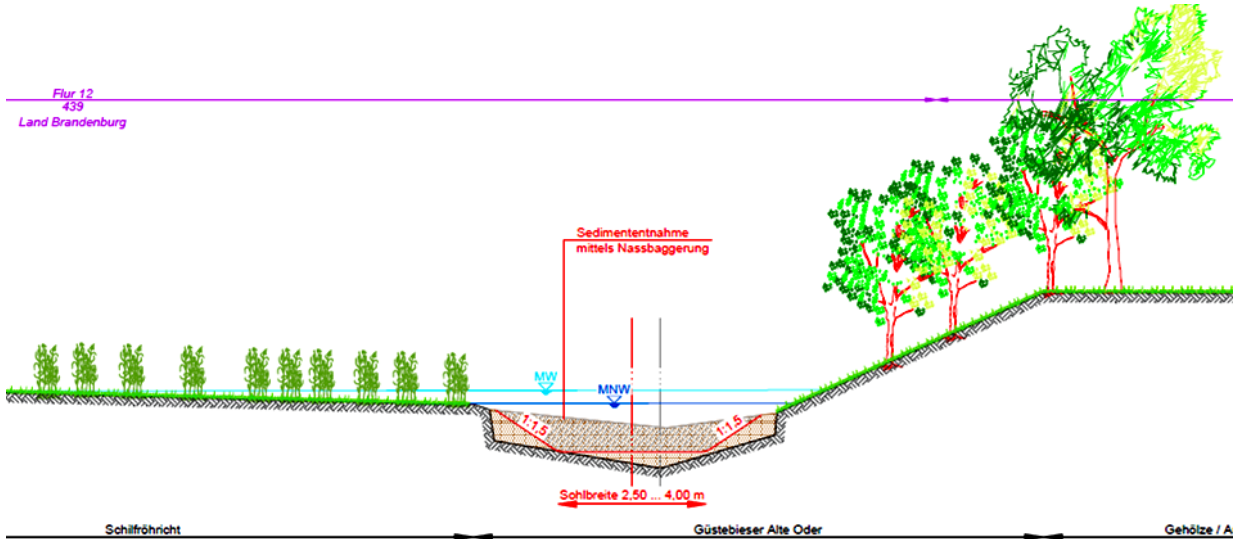 Flur 12
439
Land Brandenburg
Sedimententnahme
mittels Nassbaggerung
MW
MNW
1:1,5
1:1,5
Sohlbreite 2,50 ... 4,00 m
Schilfröhricht
Güstebieser Alte Oder
Gehölze / A